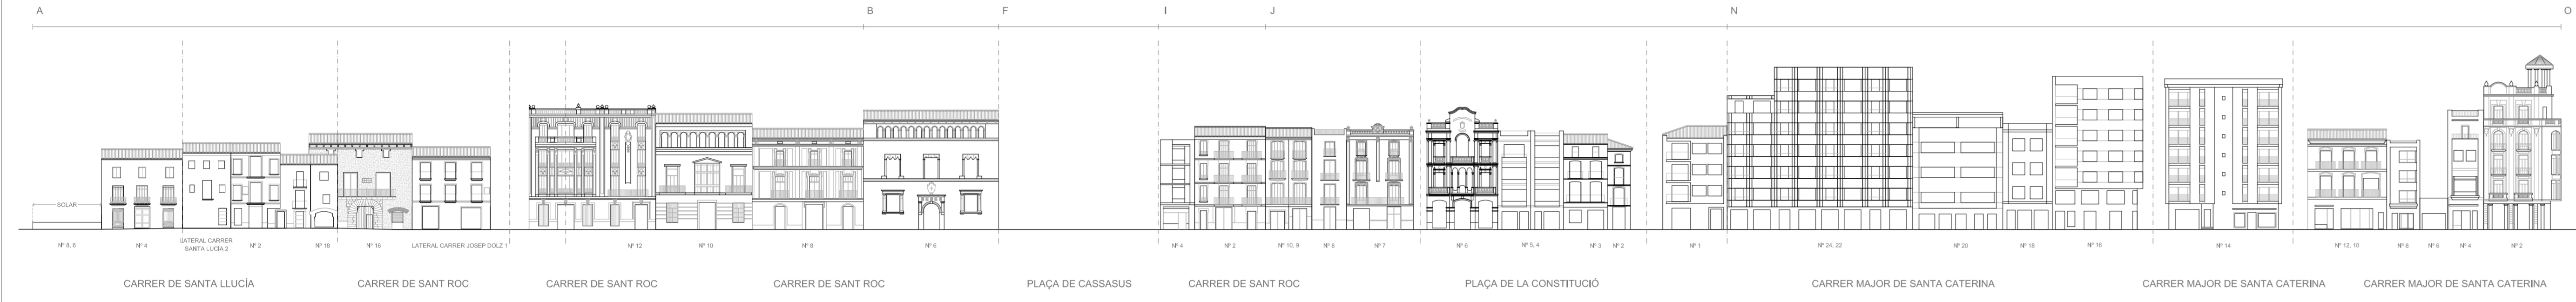 A B F I J N O
SOLAR
Nº 8, 6 Nº 4 LLATERAL CARRER Nº 2 Nº 18 Nº 16 LATERAL CARRER JOSEP DOLZ 1 Nº 12 Nº 10 Nº 8 Nº 6 Nº 4 Nº 2 Nº 10, 9 Nº 8 Nº 7 Nº 6 Nº 5, 4 Nº 3 Nº 2 Nº 1 Nº 24, 22 Nº 20 Nº 18 Nº 16 Nº 14 Nº 12, 10 Nº 8 Nº 6 Nº 4 Nº 2
SANTA LUCÍA 2
CARRER DE SANTA LLUCÍA CARRER DE SANT ROC CARRER DE SANT ROC CARRER DE SANT ROC PLAÇA DE CASSASUS CARRER DE SANT ROC PLAÇA DE LA CONSTITUCIÓ CARRER MAJOR DE SANTA CATERINA CARRER MAJOR DE SANTA CATERINA CARRER MAJOR DE SANTA CATERINA